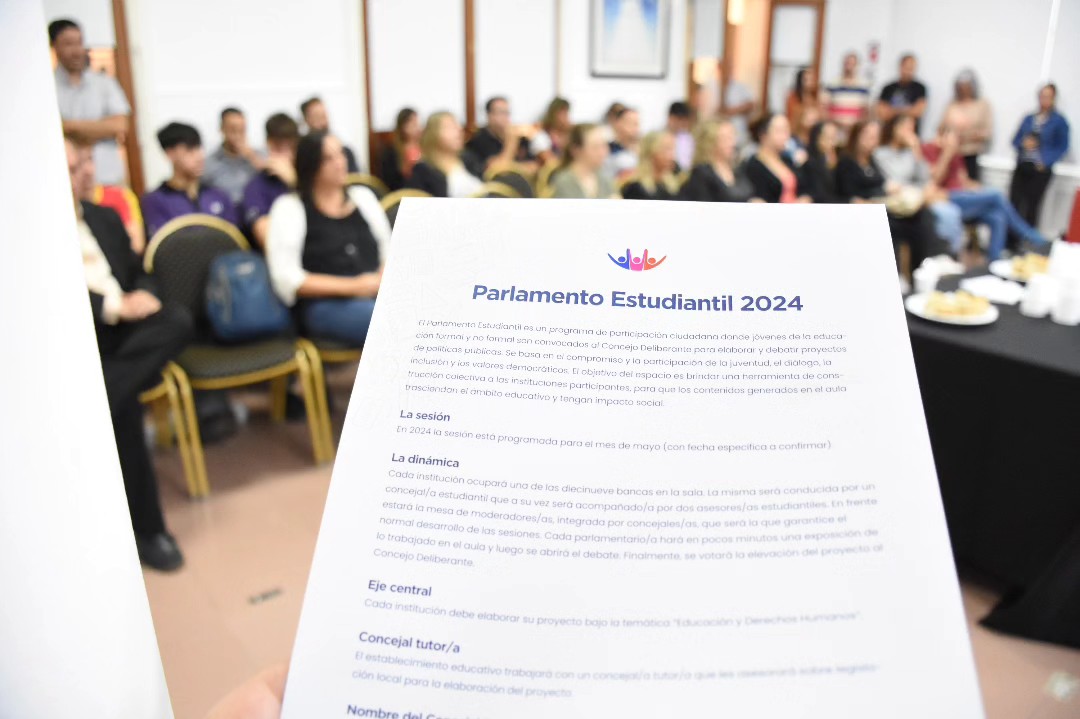 Parlamento Estudiantil 2024
El Parlamento Estudiantil es un programa de participación ciudadana donde jóvenes de la educa-
ción formal y no formal son convocados al Concejo Deliberante para elaborar y debatir proyectos
de políticas públicas. Se basa en el compromiso y la participación de la juventud, el diálogo, la
inclusión y los valores democráticos. El objetivo del espacio es brindar una herramienta de cons-
trucción colectiva a las instituciones participantes, para que los contenidos generados en el aula
trasciendan el ámbito educativo y tengan impacto social.
La sesión
En 2024 la sesión está programada para el mes de mayo (con fecha específica a confirmar).
La dinámica
Cada institución ocupará una de las diecinueve bancas en la sala. La misma será conducida por un
concejal/a estudiantil que a su vez será acompañado/a por dos asesores/as estudiantiles. En frente
estará la mesa de moderadores/as, integrada por concejales/as, que será la que garantice el
normal desarrollo de las sesiones. Cada parlamentario/a hará en pocos minutos una exposición de
lo trabajado en el aula y luego se abrirá el debate. Finalmente, se votará la elevación del proyecto al
Concejo Deliberante.
Eje central
Cada institución debe elaborar su proyecto bajo la temática "Educación y Derechos Humanos".
Concejal tutor/a
El establecimiento educativo trabajará con un concejal/a tutor/a que les asesorará sobre legisla-
ción local para la elaboración del proyecto.
Nombre del